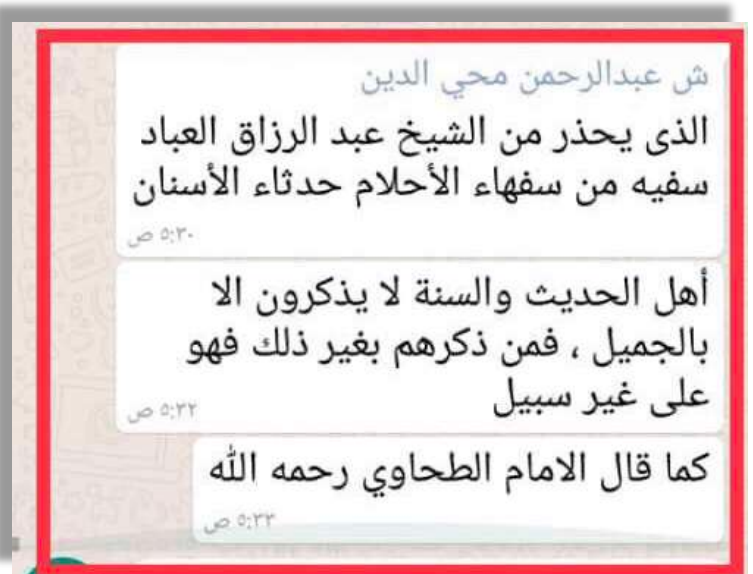 ش عبدالرحمن محي الدين
الذى يحذر من الشيخ عبد الرزاق العباد
سفيه من سفهاء الأحلام حدثاء الأسنان
٥:٣٠ ص
أهل الحديث والسنة لا يذكرون الا
بالجميل ، فمن ذكرهم بغير ذلك فهو
على غير سبيل
٥:٣٢ ص
كما قال الامام الطحاوي رحمه الله
٥:٣٣ ص